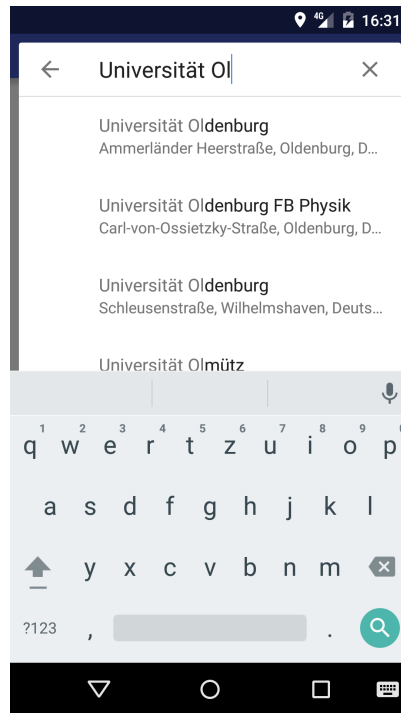 4G 16:31
Universität Ol
Universität Oldenburg
Ammerländer Heerstraße, Oldenburg, D...
Universität Oldenburg FB Physik
Carl-von-Ossietzky-Straße, Oldenburg, D...
Universität Oldenburg
Schleusenstraße, Wilhelmshaven, Deuts...
Universität Olmütz
1 2 3 4 5 6 7 8 9
q w e r t z u i o p
a s d f g h j k l
y x c v b n m
?123 , .